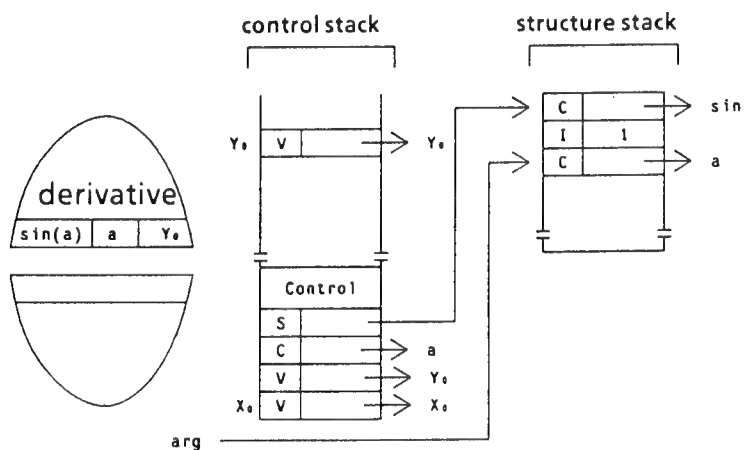 control stack
structure stack
C sin
I 1
C a
Y₀ V Y₀
derivative
sin(a) a Y₀
Control
S
C a
V Y₀
X₀ V X₀
arg